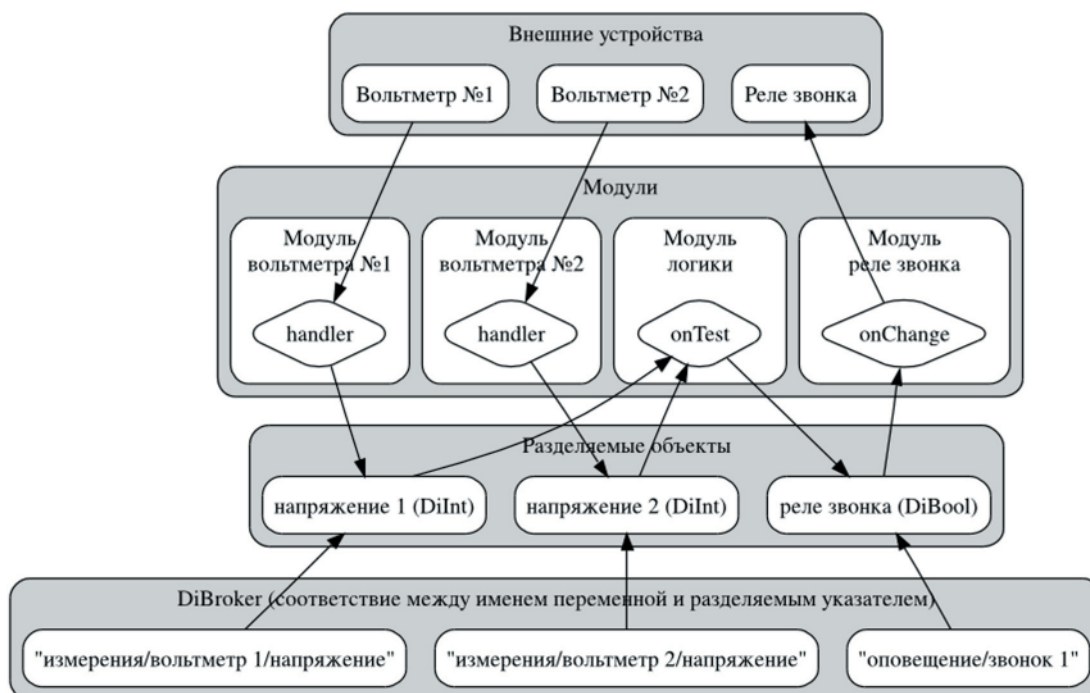 Внешние устройства
Вольтметр №1
Вольтметр №2
Реле звонка
Модули
Модуль
вольтметра №1
Модуль
вольтметра №2
Модуль
логики
Модуль
реле звонка
handler
handler
onTest
onChange
Разделяемые объекты
напряжение 1 (DiInt)
напряжение 2 (DiInt)
реле звонка (DiBool)
DiBroker (соответствие между именем переменной и разделяемым указателем)
"измерения/вольтметр 1/напряжение"
"измерения/вольтметр 2/напряжение"
"оповещение/звонок 1"